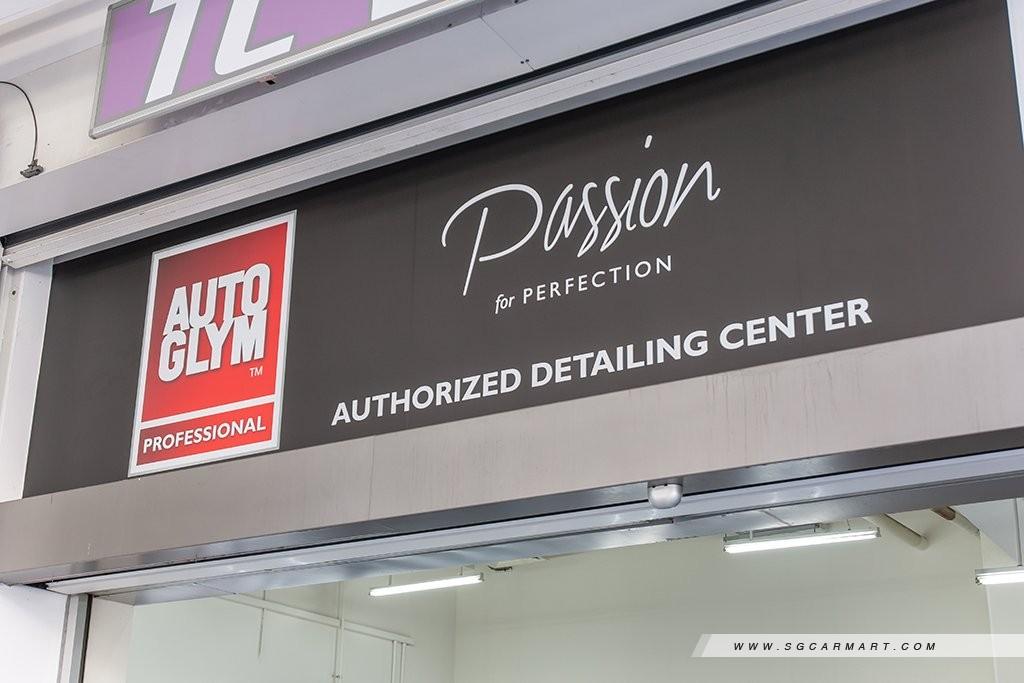 Passion
for PERFECTION
AUTO
GLYM
TM
PROFESSIONAL
AUTHORIZED DETAILING CENTER
WWW.SGCARMART.COM